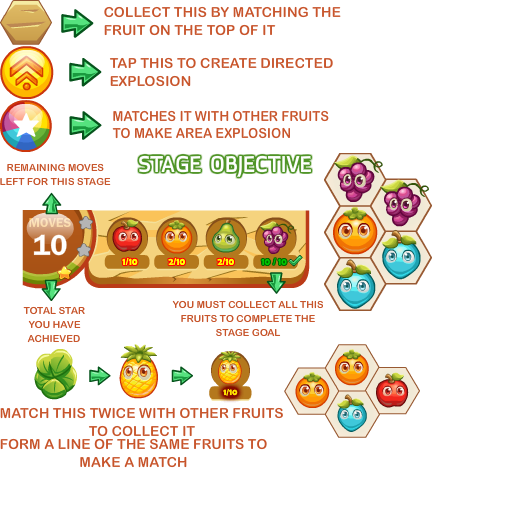 COLLECT THIS BY MATCHING THE
FRUIT ON THE TOP OF IT
TAP THIS TO CREATE DIRECTED
EXPLOSION
MATCHES IT WITH OTHER FRUITS
TO MAKE AREA EXPLOSION
STAGE OBJECTIVE
REMAINING MOVES
LEFT FOR THIS STAGE
MOVES
10
1/10
2/10
2/10
10/10
TOTAL STAR
YOU HAVE
ACHIEVED
YOU MUST COLLECT ALL THIS
FRUITS TO COMPLETE THE
STAGE GOAL
1/10
MATCH THIS TWICE WITH OTHER FRUITS
TO COLLECT IT
FORM A LINE OF THE SAME FRUITS TO
MAKE A MATCH